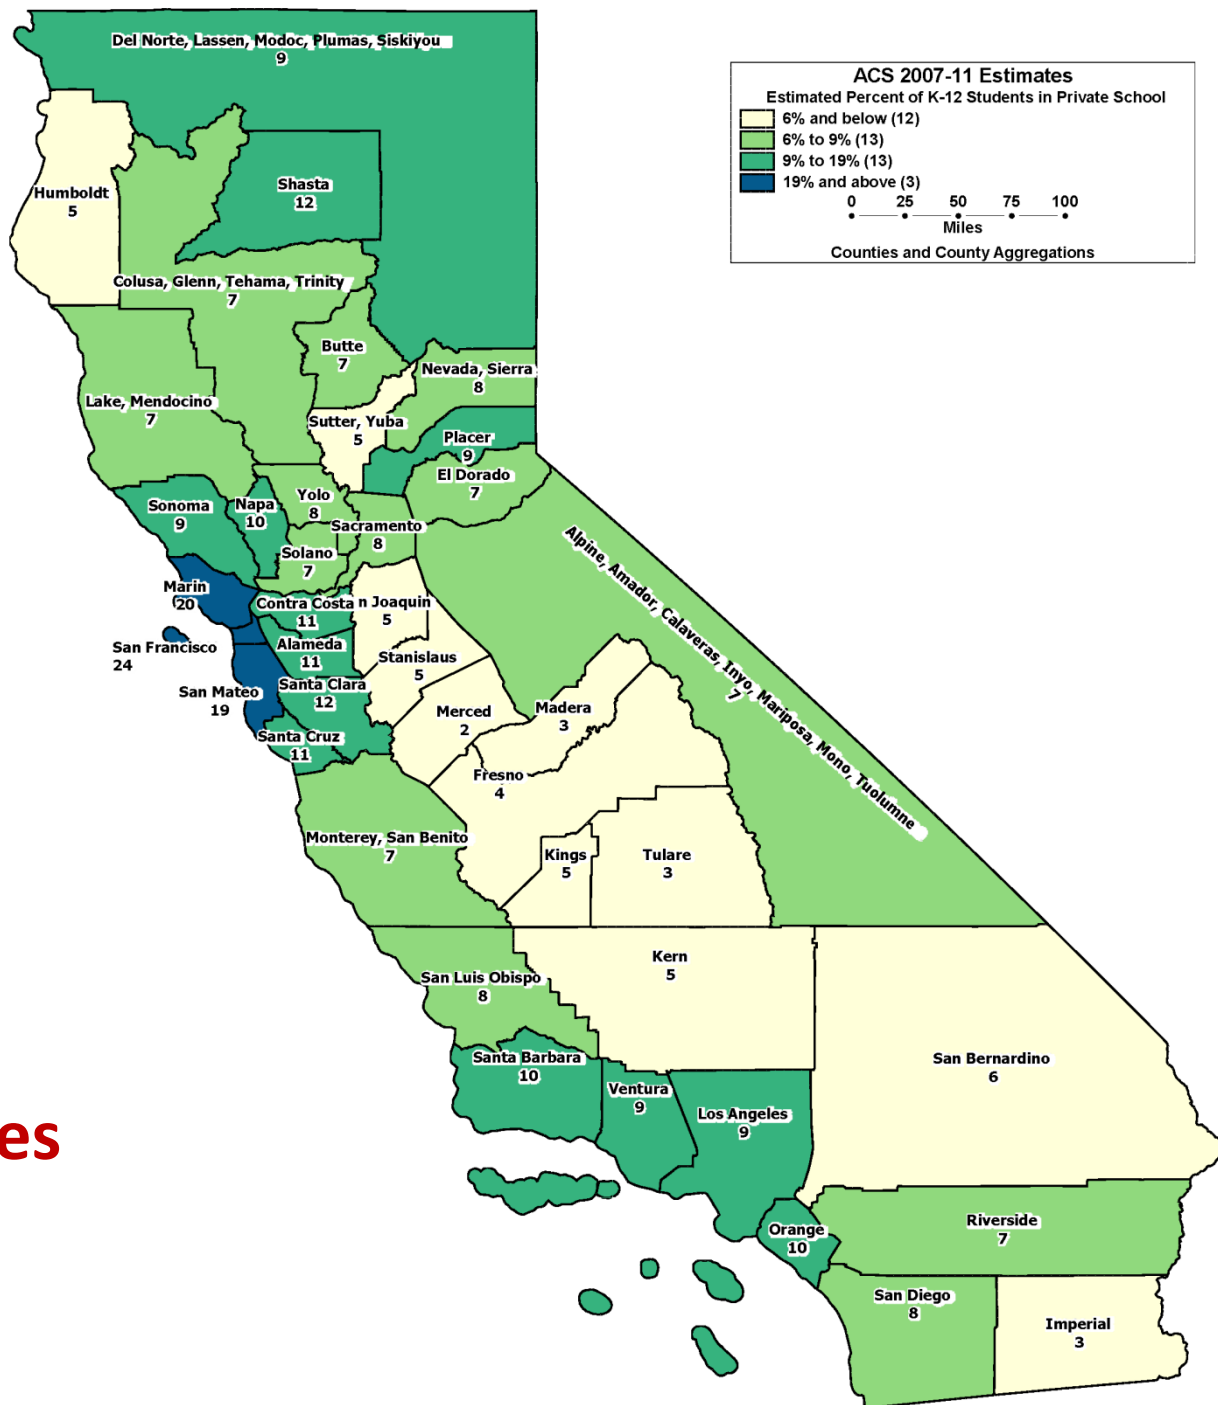 ACS 2007-11 Estimates
Estimated Percent of K-12 Students in Private School
6% and below (12)
6% to 9% (13)
9% to 19% (13)
19% and above (3)
0 25 50 75 100
Miles
Counties and County Aggregations
Del Norte, Lassen, Modoc, Plumas, Siskiyou
9
Humboldt
5
Shasta
12
Colusa, Glenn, Tehama, Trinity
7
Butte
7
Nevada, Sierra
8
Lake, Mendocino
7
Sutter, Yuba
5
Placer
9
El Dorado
7
Sonoma
9
Napa
10
Yolo
8
Sacramento
8
Solano
7
Alpine, Amador, Calaveras, Inyo, Mariposa, Mono, Tuolumne
7
Marin
20
Contra Costa
11
n Joaquin
5
San Francisco
24
Alameda
11
Stanislaus
5
San Mateo
19
Santa Clara
12
Merced
2
Madera
3
Santa Cruz
11
Fresno
4
Monterey, San Benito
7
Kings
5
Tulare
3
Kern
5
San Luis Obispo
8
Santa Barbara
10
San Bernardino
6
Ventura
9
Los Angeles
9
es
Orange
10
Riverside
7
San Diego
8
Imperial
3